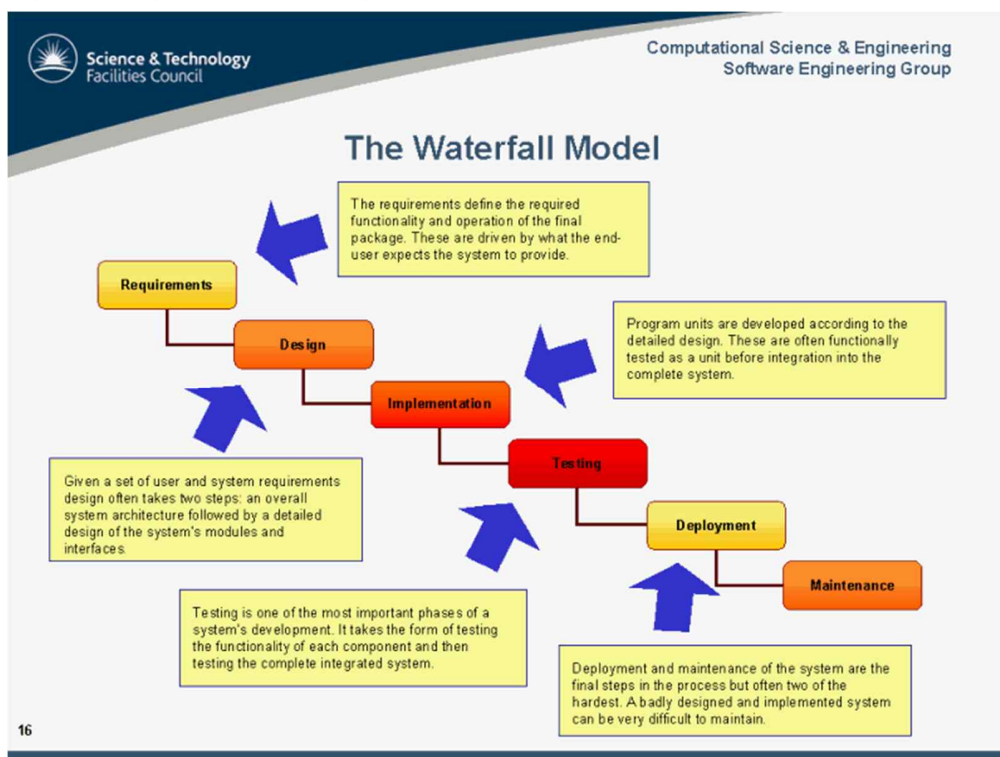 Science & Technology
Facilities Council
Computational Science & Engineering
Software Engineering Group
The Waterfall Model
The requirements define the required
functionality and operation of the final
package. These are driven by what the end-
user expects the system to provide.
Requirements
Program units are developed according to the
detailed design. These are often functionally
tested as a unit before integration into the
complete system.
Design
Implementation
Given a set of user and system requirements
design often takes two steps: an overall
system architecture followed by a detailed
design of the system's modules and
interfaces.
Testing
Deployment
Maintenance
Testing is one of the most important phases of a
system's development. It takes the form of testing
the functionality of each component and then
testing the complete integrated system.
Deployment and maintenance of the system are the
final steps in the process but often two of the
hardest. A badly designed and implemented system
can be very difficult to maintain.
16